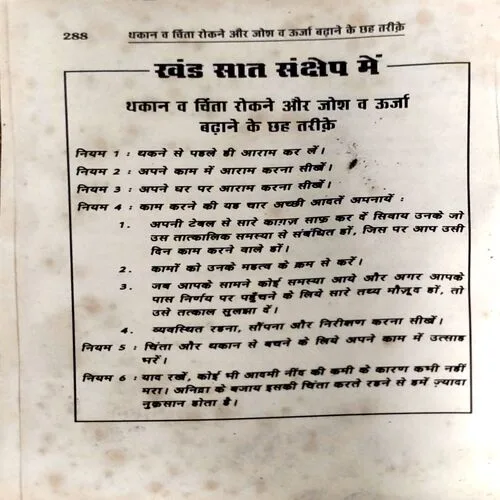 288 थकान व चिंता रोकने और जोश व ऊर्जा बढ़ाने के छह तरीक़े
खंड सात संक्षेप में
थकान व चिंता रोकने और जोश व ऊर्जा
बढ़ाने के छह तरीक़े
नियम 1 : थकने से पहले ही आराम कर लें।
नियम 2 : अपने काम में आराम करना सीखें।
नियम 3 : अपने घर पर आराम करना सीखें।
नियम 4 : काम करने की यह चार अच्छी आदतें अपनायें :
1. अपनी टेबल से सारे काग़ज़ साफ़ कर दें सिवाय उनके जो
उस तात्कालिक समस्या से संबंधित हों, जिस पर आप उसी
दिन काम करने वाले हों।
2. कामों को उनके महत्व के क्रम से करें।
3. जब आपके सामने कोई समस्या आये और अगर आपके
पास निर्णय पर पहुँचने के लिये सारे तथ्य मौजूद हों, तो
उसे तत्काल सुलझा दें।
4. व्यवस्थित रहना, सौंपना और निरीक्षण करना सीखें।
नियम 5 : चिंता और थकान से बचने के लिये अपने काम में उत्साह
भरें।
नियम 6 : याद रखें, कोई भी आदमी नींद की कमी के कारण कभी नहीं
मरा। अनिद्रा के बजाय इसकी चिंता करते रहने से हमें ज़्यादा
नुक़सान होता है।